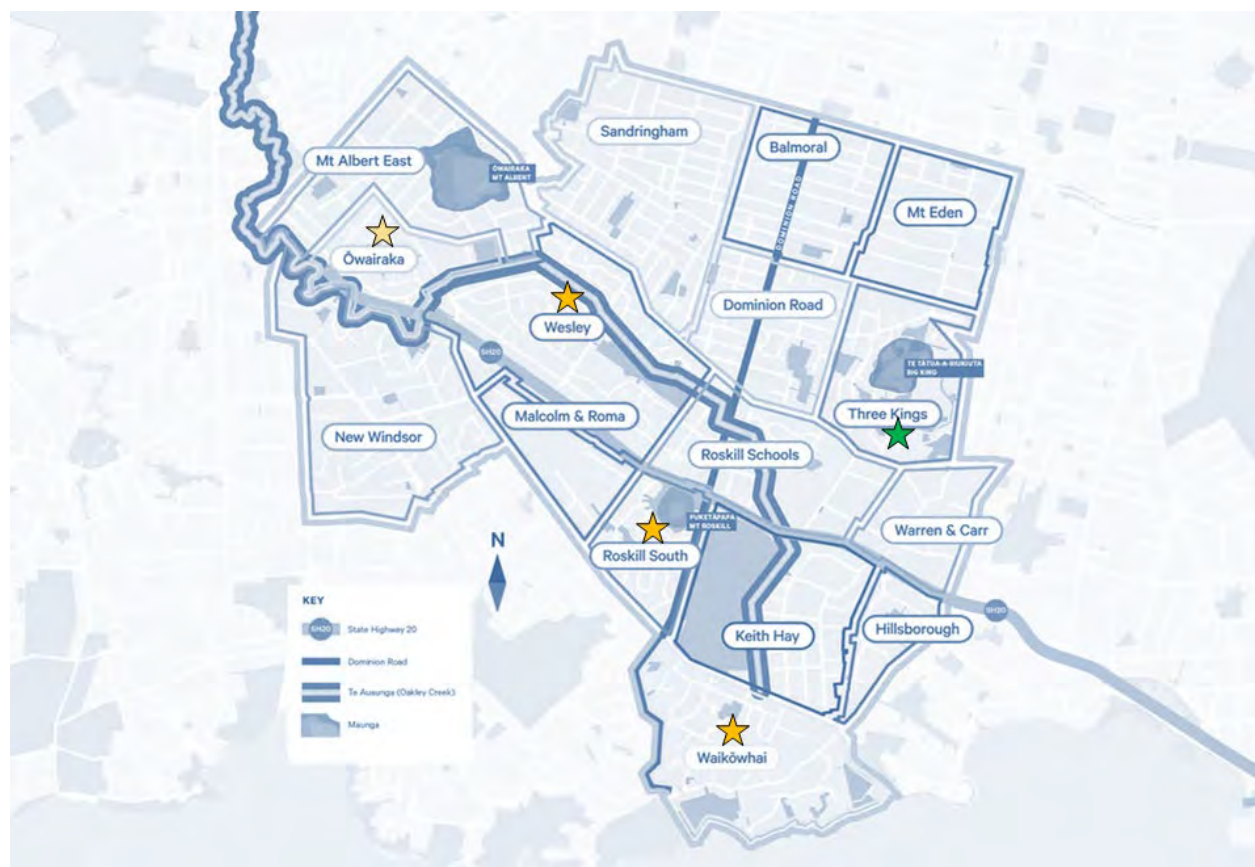 Sandringham
Balmoral
Mt Albert East
ŌWAIRAKA
MT ALBERT
Mt Eden
DOMINION ROAD
Ōwairaka
Dominion Road
Wesley
SH20
TE TĀTUA-A-RIUKIUTA
BIG KING
Three Kings
Malcolm & Roma
New Windsor
Roskill Schools
PUKETĀPAPA
MT ROSKILL
Warren & Carr
Roskill South
N
KEY
SH20
State Highway 20
Dominion Road
Te Auaunga (Oakley Creek)
Maunga
SH20
Keith Hay
Hillsborough
Waikōwhai